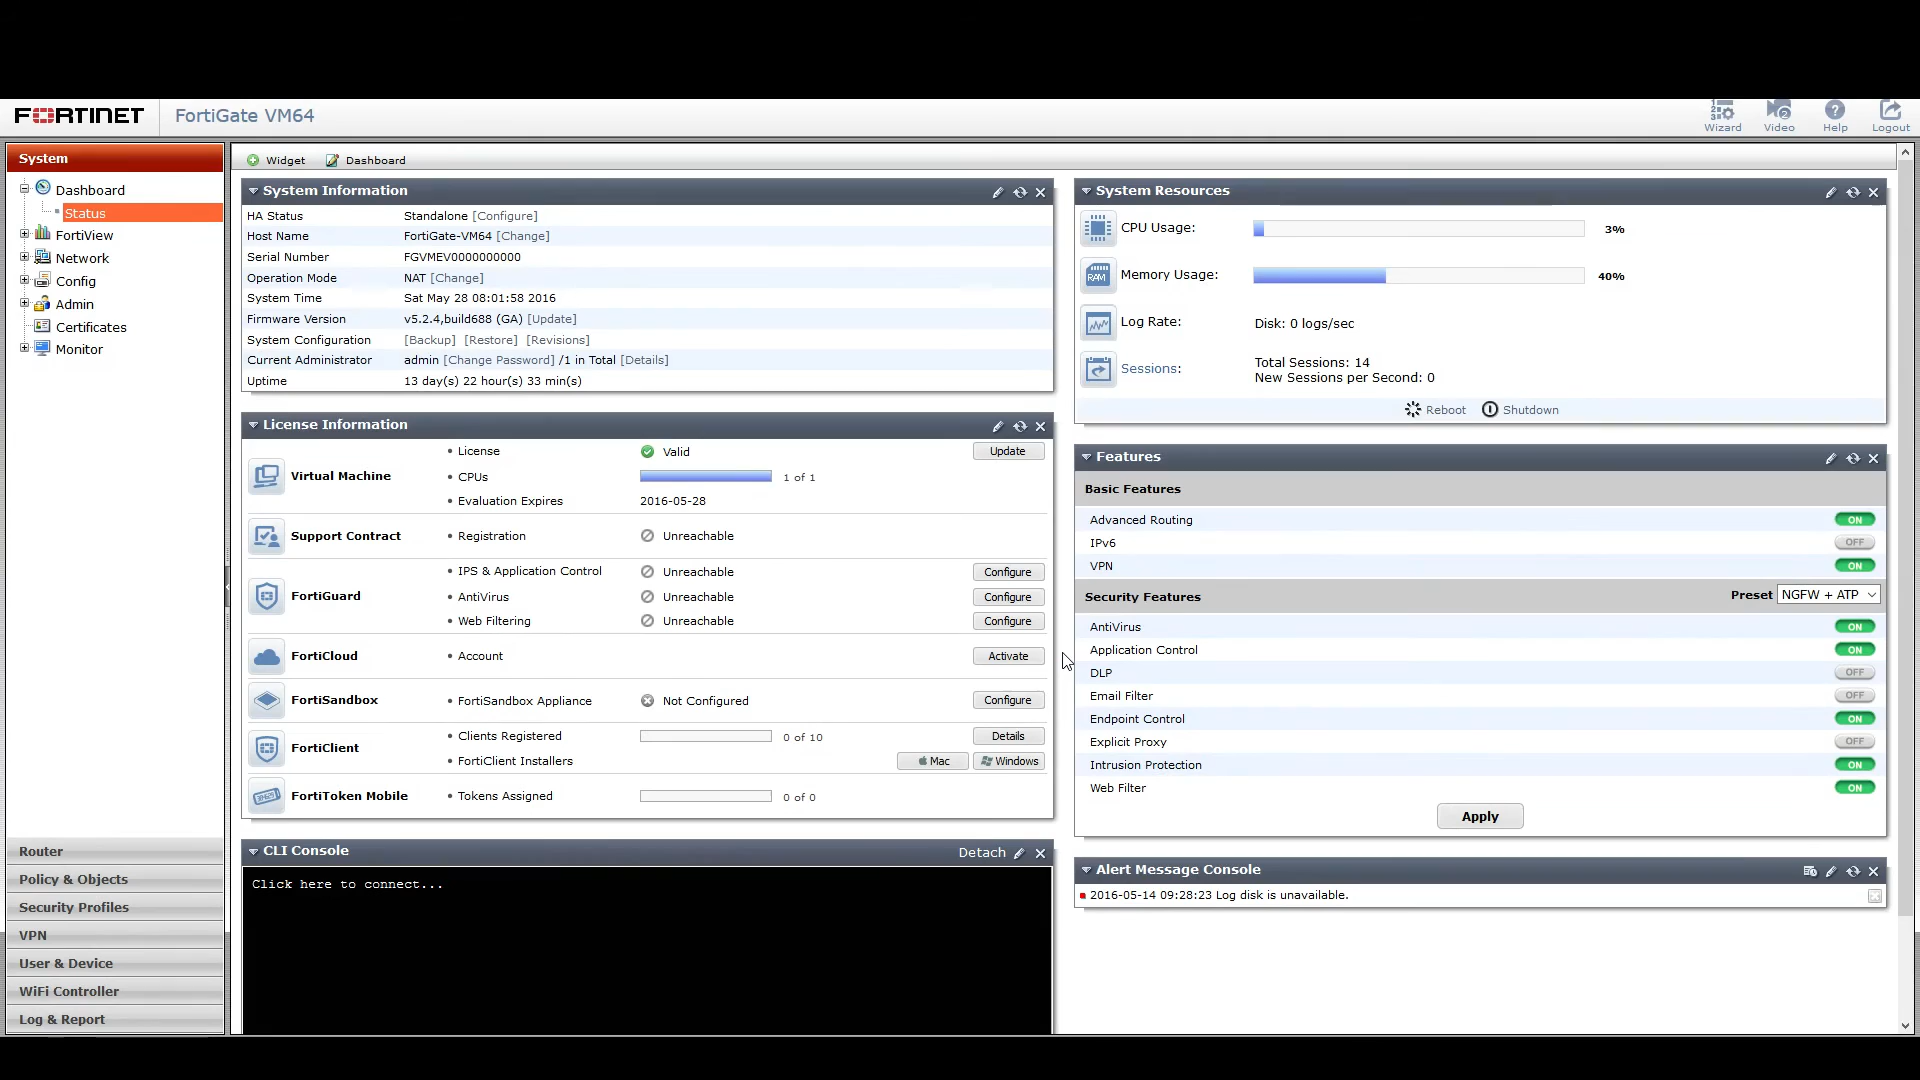 FORTINET FortiGate VM64
Wizard Video Help Logout
System
Dashboard
Status
FortiView
Network
Config
Admin
Certificates
Monitor
Router
Policy & Objects
Security Profiles
VPN
User & Device
WiFi Controller
Log & Report
Widget Dashboard
System Information
HA Status Standalone [Configure]
Host Name FortiGate-VM64 [Change]
Serial Number FGVMEV0000000000
Operation Mode NAT [Change]
System Time Sat May 28 08:01:58 2016
Firmware Version v5.2.4,build688 (GA) [Update]
System Configuration [Backup] [Restore] [Revisions]
Current Administrator admin [Change Password] /1 in Total [Details]
Uptime 13 day(s) 22 hour(s) 33 min(s)
License Information
Virtual Machine
• License Valid Update
• CPUs 1 of 1
• Evaluation Expires 2016-05-28
Support Contract • Registration Unreachable
FortiGuard
• IPS & Application Control Unreachable Configure
• AntiVirus Unreachable Configure
• Web Filtering Unreachable Configure
FortiCloud • Account Activate
FortiSandbox • FortiSandbox Appliance Not Configured Configure
FortiClient
• Clients Registered 0 of 10 Details
• FortiClient Installers Mac Windows
FortiToken Mobile • Tokens Assigned 0 of 0
CLI Console Detach
Click here to connect...
System Resources
CPU Usage: 3%
RAM
Memory Usage: 40%
Log Rate: Disk: 0 logs/sec
Sessions: Total Sessions: 14
New Sessions per Second: 0
Reboot Shutdown
Features
Basic Features
Advanced Routing ON
IPv6 OFF
VPN ON
Security Features Preset NGFW + ATP
AntiVirus ON
Application Control ON
DLP OFF
Email Filter OFF
Endpoint Control ON
Explicit Proxy OFF
Intrusion Protection ON
Web Filter ON
Apply
Alert Message Console
2016-05-14 09:28:23 Log disk is unavailable.